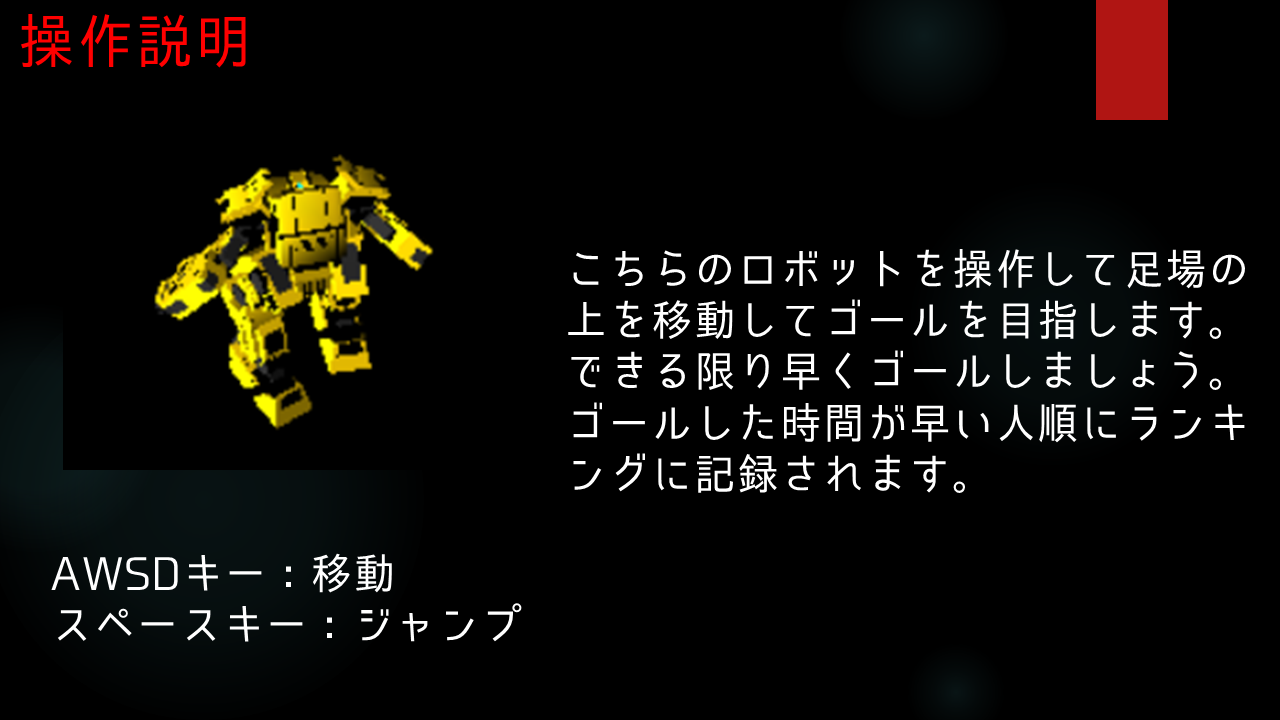 操作説明
こちらのロボットを操作して足場の
上を移動してゴールを目指します。
できる限り早くゴールしましょう。
ゴールした時間が早い人順にランキ
ングに記録されます。
AWSDキー：移動
スペースキー：ジャンプ